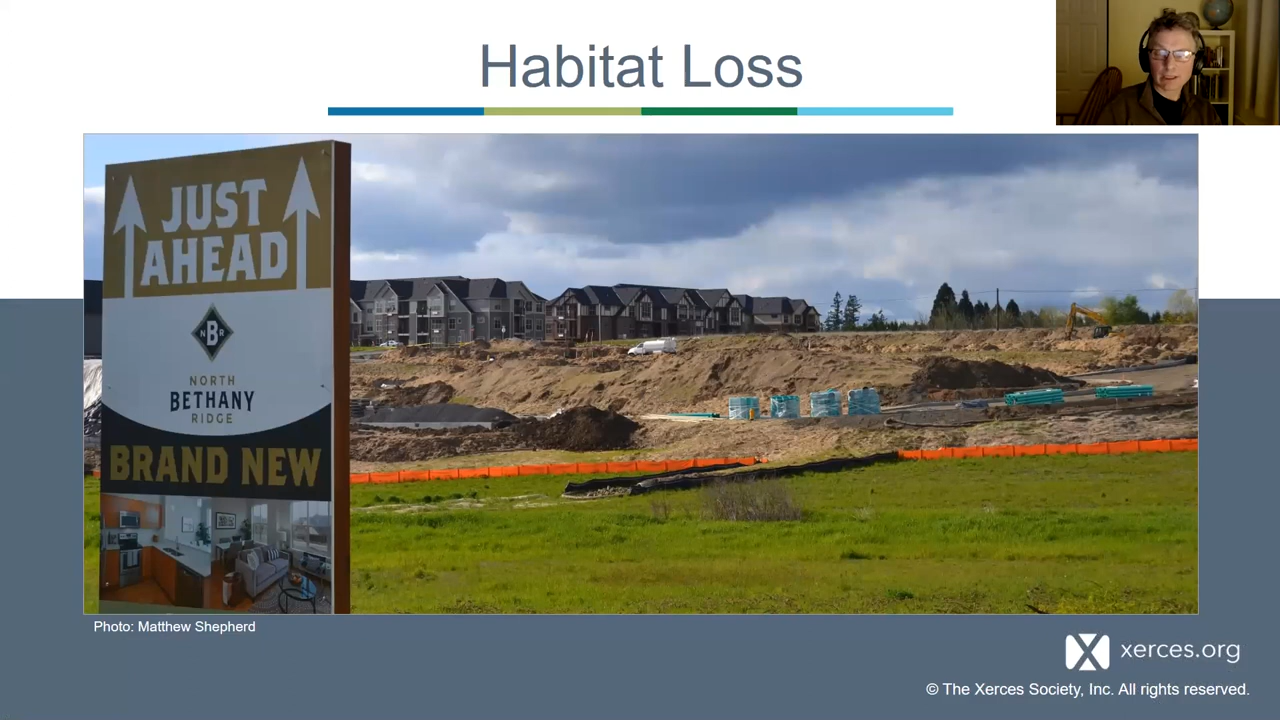 Habitat Loss
JUST
AHEAD
N B R
NORTH
BETHANY
RIDGE
BRAND NEW
Photo: Matthew Shepherd
xerces.org
© The Xerces Society, Inc. All rights reserved.